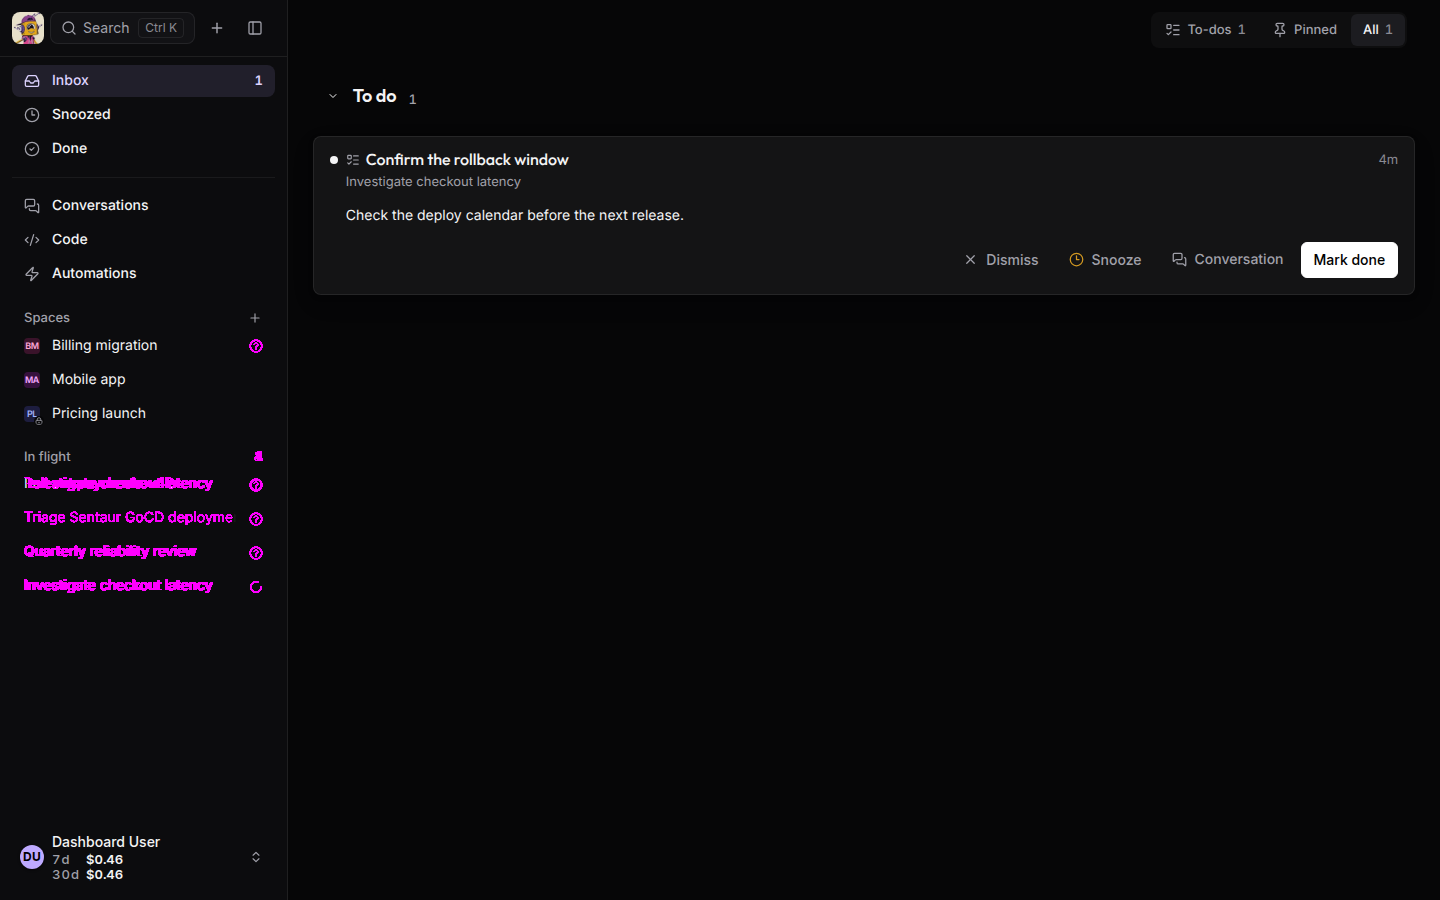 Search Ctrl K
Inbox 1
Snoozed
Done
Conversations
Code
Automations
Spaces
BM Billing migration
MA Mobile app
PL Pricing launch
In flight
Triage Sentaur GoCD deployme
Quarterly reliability review
Investigate checkout latency
DU Dashboard User
7d $0.46
30d $0.46
To-dos 1 Pinned All 1
To do 1
Confirm the rollback window 4m
Investigate checkout latency
Check the deploy calendar before the next release.
Dismiss Snooze Conversation Mark done